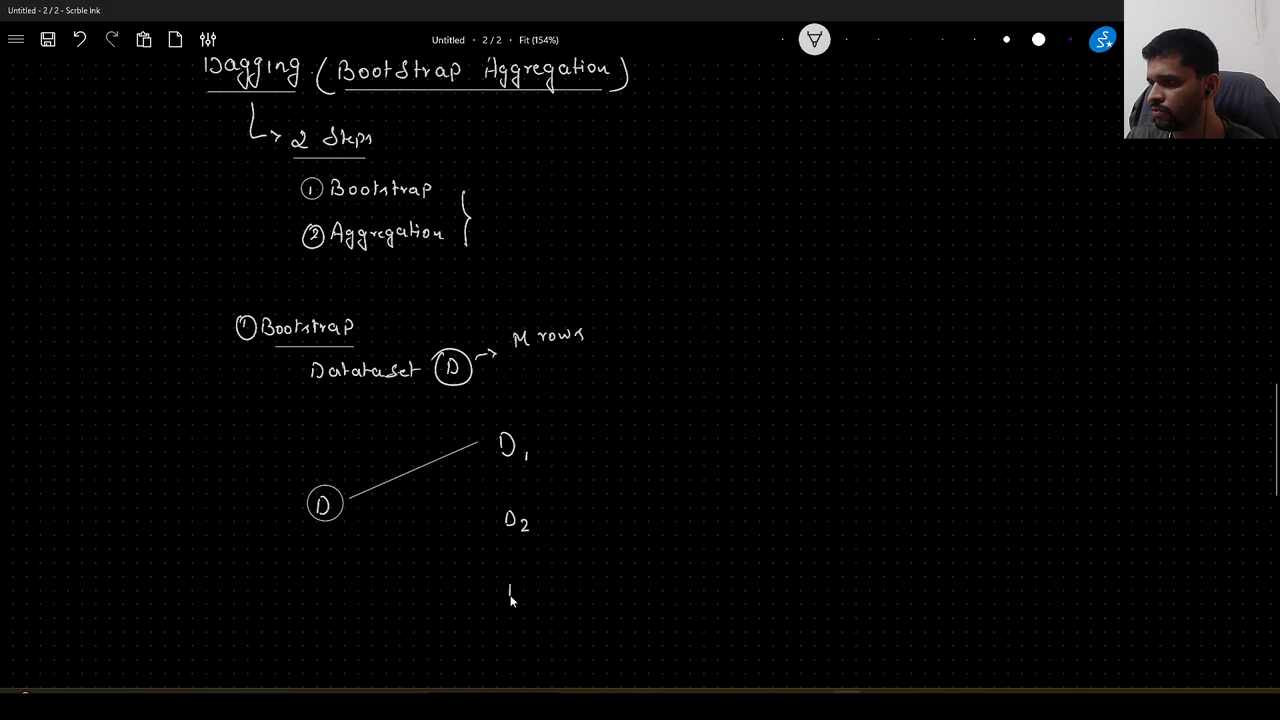 Untitled - 2 / 2 - Scrble Ink
Untitled • 2 / 2 • Fit (154%)
Bagging (BootStrap Aggregation)
2 Steps
1 Bootstrap
2 Aggregation
1 Bootstrap
Datataset D → M rows
D1
D
D2